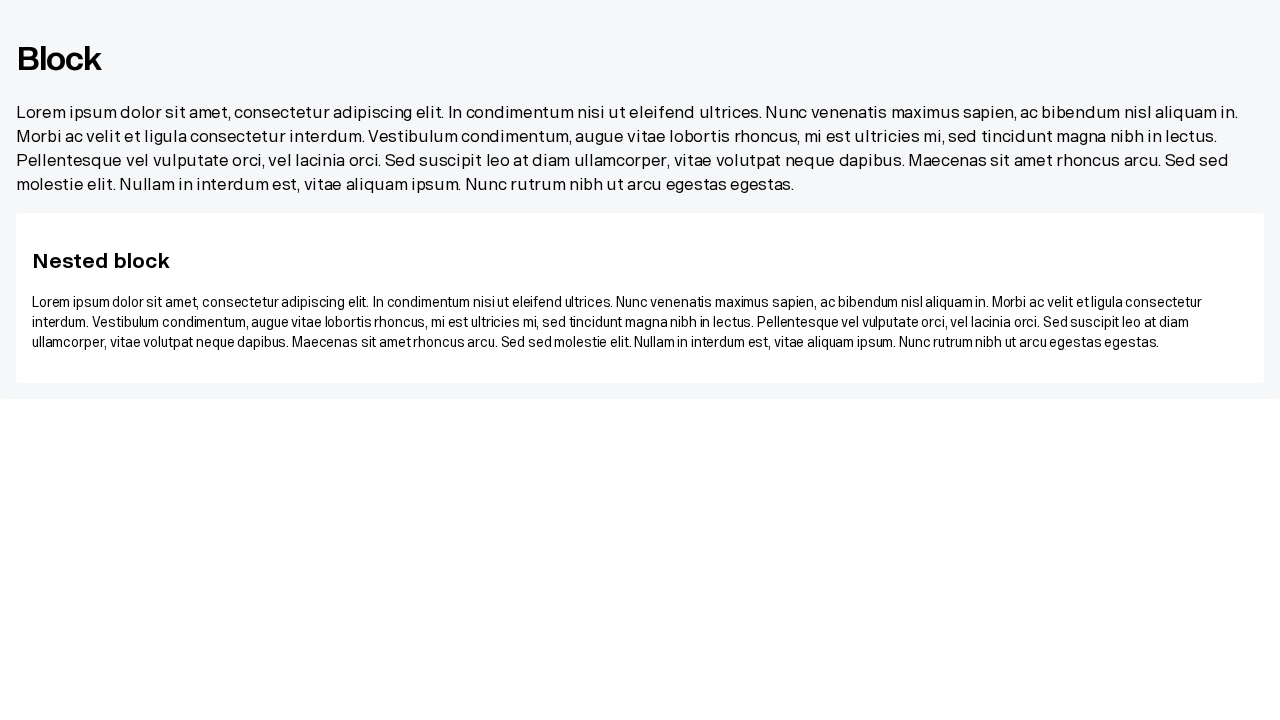 Block
Lorem ipsum dolor sit amet, consectetur adipiscing elit. In condimentum nisi ut eleifend ultrices. Nunc venenatis maximus sapien, ac bibendum nisl aliquam in.
Morbi ac velit et ligula consectetur interdum. Vestibulum condimentum, augue vitae lobortis rhoncus, mi est ultricies mi, sed tincidunt magna nibh in lectus.
Pellentesque vel vulputate orci, vel lacinia orci. Sed suscipit leo at diam ullamcorper, vitae volutpat neque dapibus. Maecenas sit amet rhoncus arcu. Sed sed
molestie elit. Nullam in interdum est, vitae aliquam ipsum. Nunc rutrum nibh ut arcu egestas egestas.
Nested block
Lorem ipsum dolor sit amet, consectetur adipiscing elit. In condimentum nisi ut eleifend ultrices. Nunc venenatis maximus sapien, ac bibendum nisl aliquam in. Morbi ac velit et ligula consectetur
interdum. Vestibulum condimentum, augue vitae lobortis rhoncus, mi est ultricies mi, sed tincidunt magna nibh in lectus. Pellentesque vel vulputate orci, vel lacinia orci. Sed suscipit leo at diam
ullamcorper, vitae volutpat neque dapibus. Maecenas sit amet rhoncus arcu. Sed sed molestie elit. Nullam in interdum est, vitae aliquam ipsum. Nunc rutrum nibh ut arcu egestas egestas.